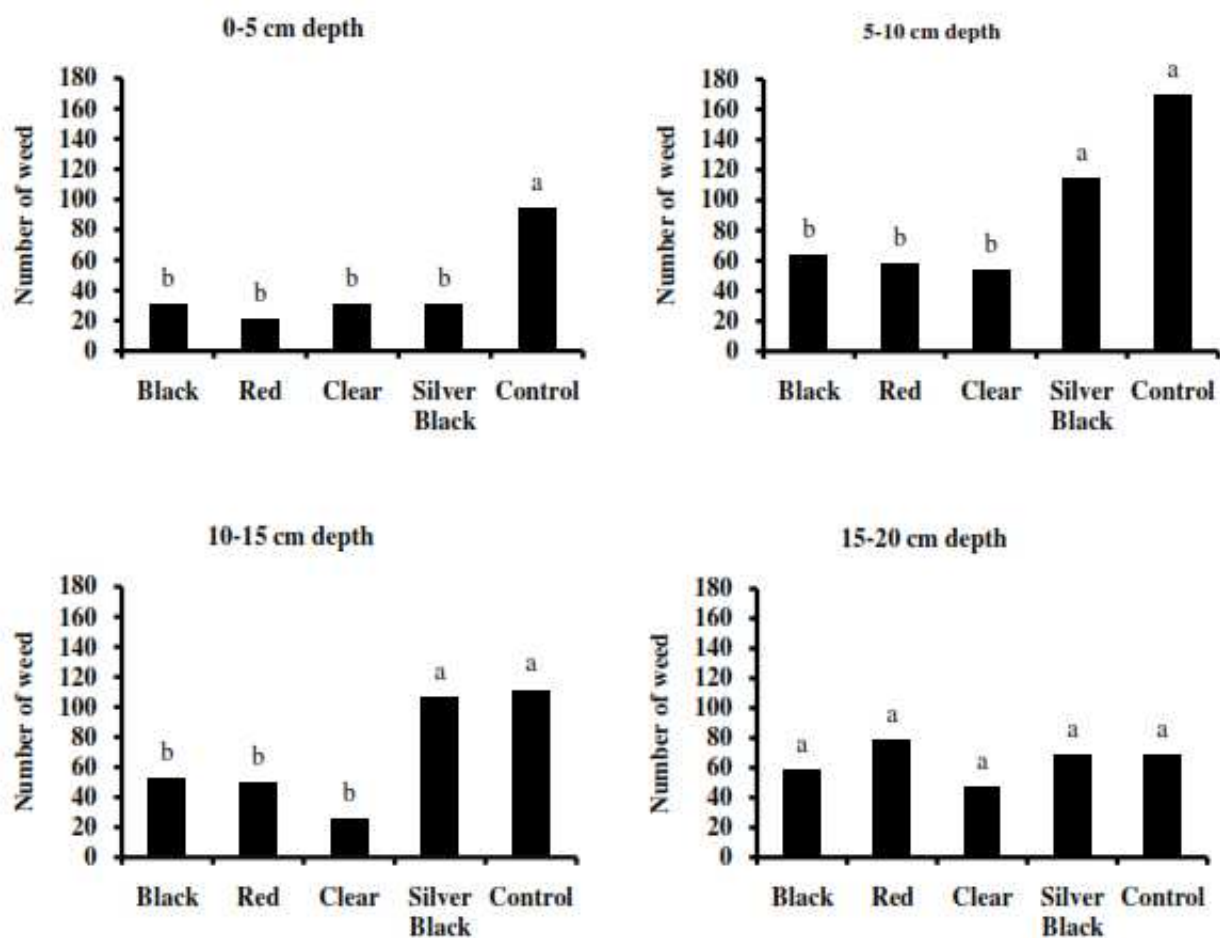 0-5 cm depth
Number of weed
180
160
140
120
100
80
60
40
20
0
b
b
b
b
a
Black Red Clear Silver Black Control
5-10 cm depth
Number of weed
180
160
140
120
100
80
60
40
20
0
b
b
b
a
a
Black Red Clear Silver Black Control
10-15 cm depth
Number of weed
180
160
140
120
100
80
60
40
20
0
b
b
b
a
a
Black Red Clear Silver Black Control
15-20 cm depth
Number of weed
180
160
140
120
100
80
60
40
20
0
a
a
a
a
a
Black Red Clear Silver Black Control